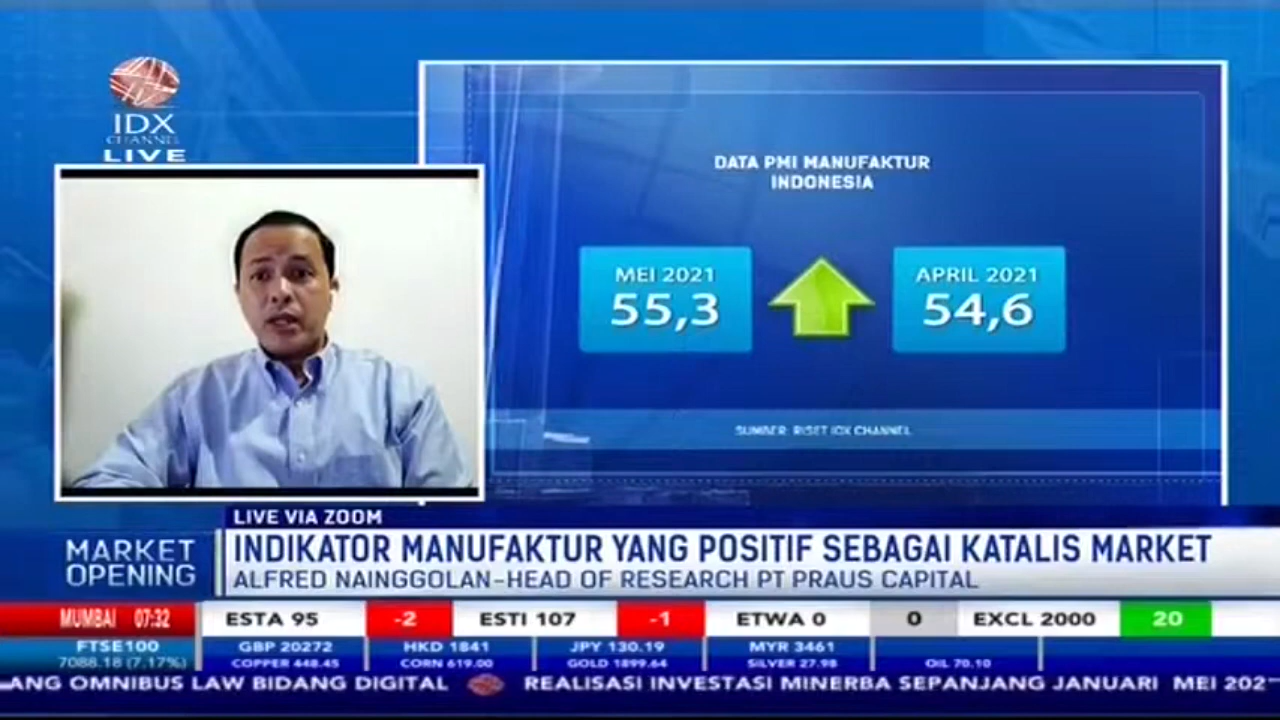 IDX
CHANNEL
LIVE
DATA PMI MANUFAKTUR
INDONESIA
MEI 2021
55,3
APRIL 2021
54,6
SUMBER: RISET IDX CHANNEL
LIVE VIA ZOOM
MARKET
OPENING
INDIKATOR MANUFAKTUR YANG POSITIF SEBAGAI KATALIS MARKET
ALFRED NAINGGOLAN-HEAD OF RESEARCH PT PRAUS CAPITAL
MUMBAI 07:32
ESTA 95 -2 ESTI 107 -1 ETWA 0 0 EXCL 2000 20
FTSE100
7088.18 (7.17%)
GBP 20272 HKD 1841 JPY 130.19 MYR 3461
COPPER 448.45 CORN 619.00 GOLD 1899.64 SILVER 27.98 OIL 70.10
ANG OMNIBUS LAW BIDANG DIGITAL REALISASI INVESTASI MINERBA SEPANJANG JANUARI MEI 202